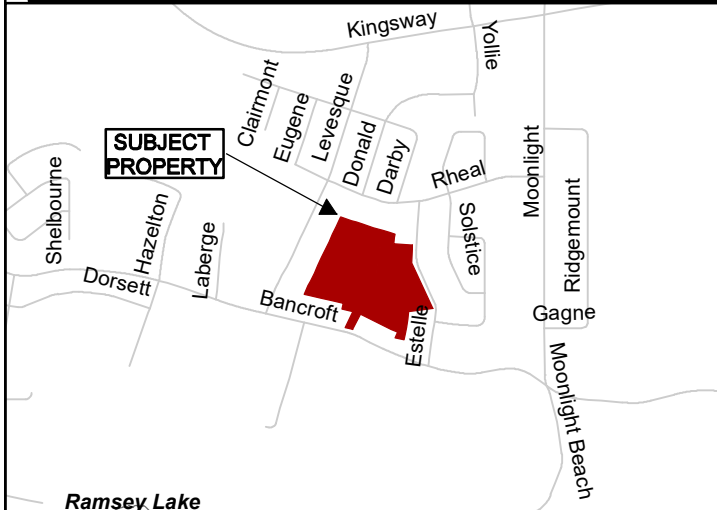 Kingsway
Yollie
Clairmont
Eugene
Levesque
Donald
Darby
SUBJECT
PROPERTY
Rheal
Moonlight
Shelbourne
Hazelton
Laberge
Solstice
Ridgemount
Dorsett
Bancroft
Estelle
Gagne
Moonlight Beach
Ramsey Lake